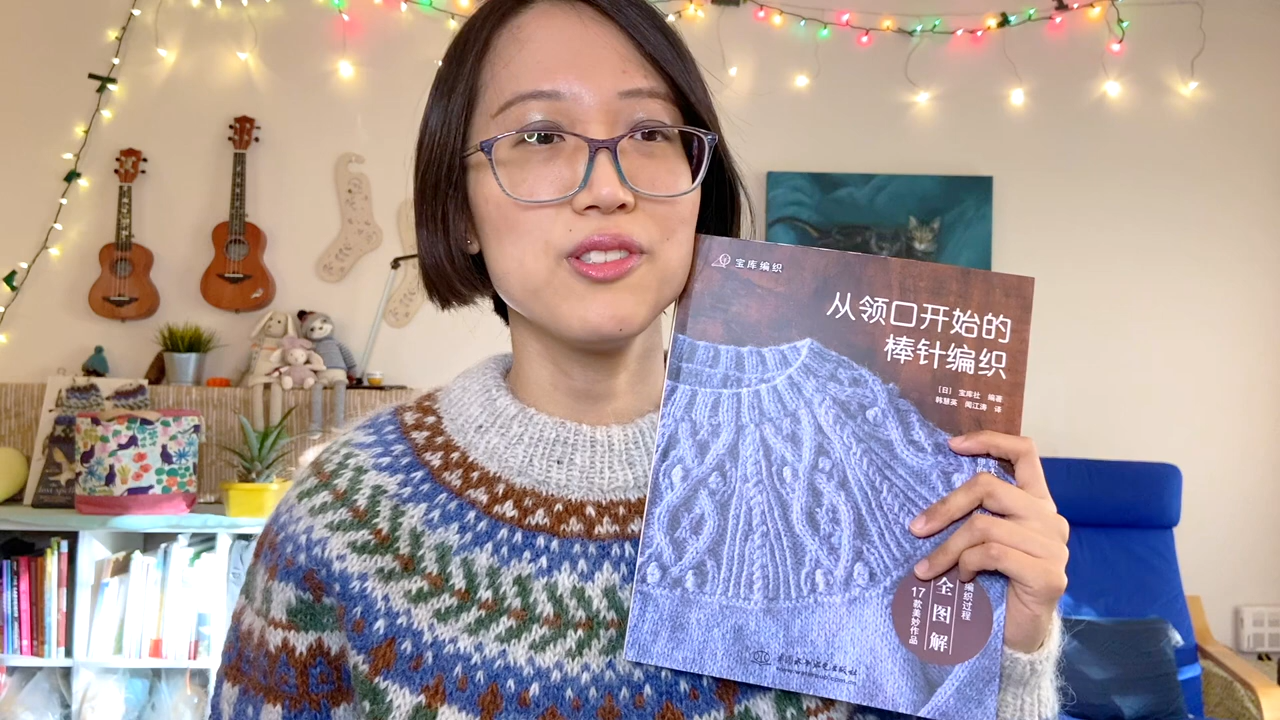 宝库编织
从领口开始的
棒针编织
[日] 宝库社 编著
韩慧英 闻江涛 译
编织过程
全图解
17款美妙作品